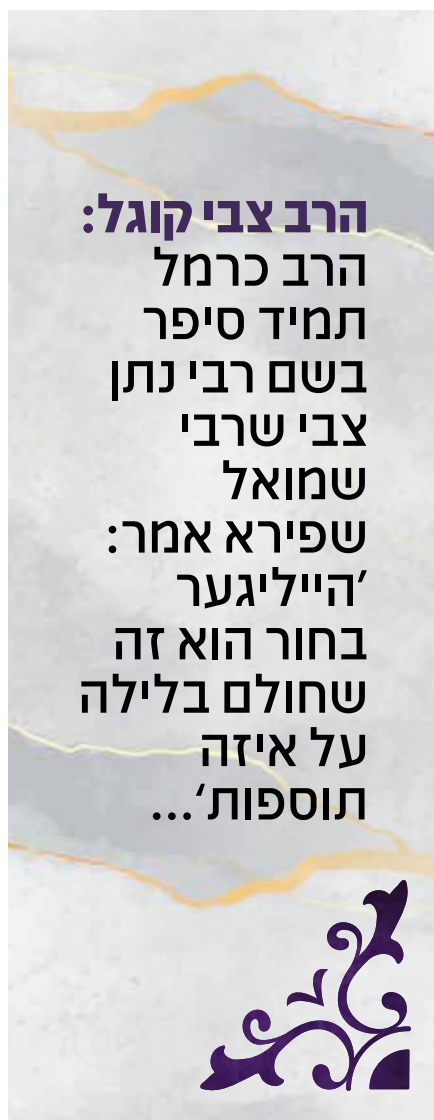 הרב צבי קוגל:
הרב כרמל
תמיד סיפר
בשם רבי נתן
צבי שרבי
שמואל
שפירא אמר:
'הייליגער
בחור הוא זה
שחולם בלילה
על איזה
תוספות'...